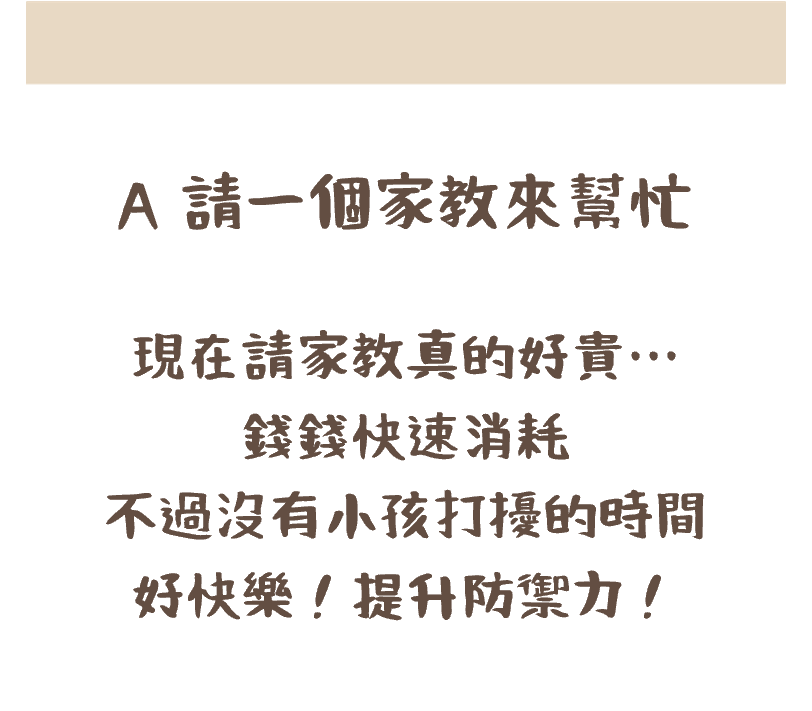 A 請一個家教來幫忙
現在請家教真的好貴…
錢錢快速消耗
不過沒有小孩打擾的時間
好快樂！提升防禦力！